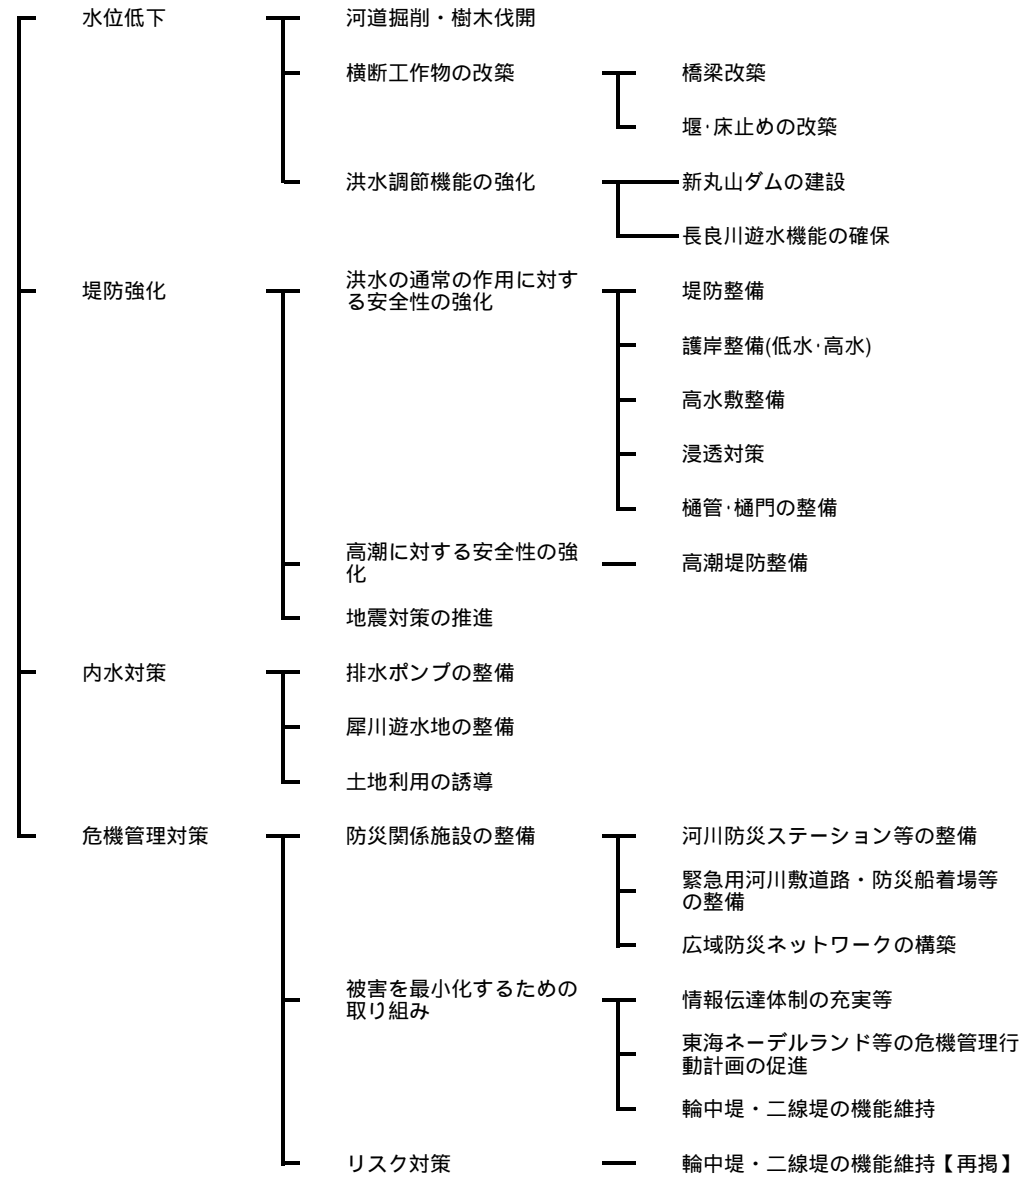 水位低下
河道掘削・樹木伐開
横断工作物の改築
橋梁改築
堰･床止めの改築
洪水調節機能の強化
新丸山ダムの建設
長良川遊水機能の確保
堤防強化
洪水の通常の作用に対す
る安全性の強化
堤防整備
護岸整備(低水･高水)
高水敷整備
浸透対策
樋管･樋門の整備
高潮に対する安全性の強
化
高潮堤防整備
地震対策の推進
内水対策
排水ポンプの整備
犀川遊水地の整備
土地利用の誘導
危機管理対策
防災関係施設の整備
河川防災ステーション等の整備
緊急用河川敷道路・防災船着場等
の整備
広域防災ネットワークの構築
被害を最小化するための
取り組み
情報伝達体制の充実等
東海ネーデルランド等の危機管理行
動計画の促進
輪中堤・二線堤の機能維持
リスク対策
輪中堤・二線堤の機能維持【再掲】